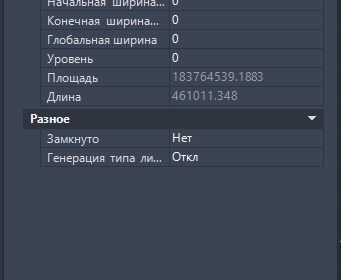 Начальная ширина... 0
Конечная ширина... 0
Глобальная ширина 0
Уровень 0
Площадь 183764539.1883
Длина 461011.348
Разное
Замкнуто Нет
Генерация типа ли... Откл